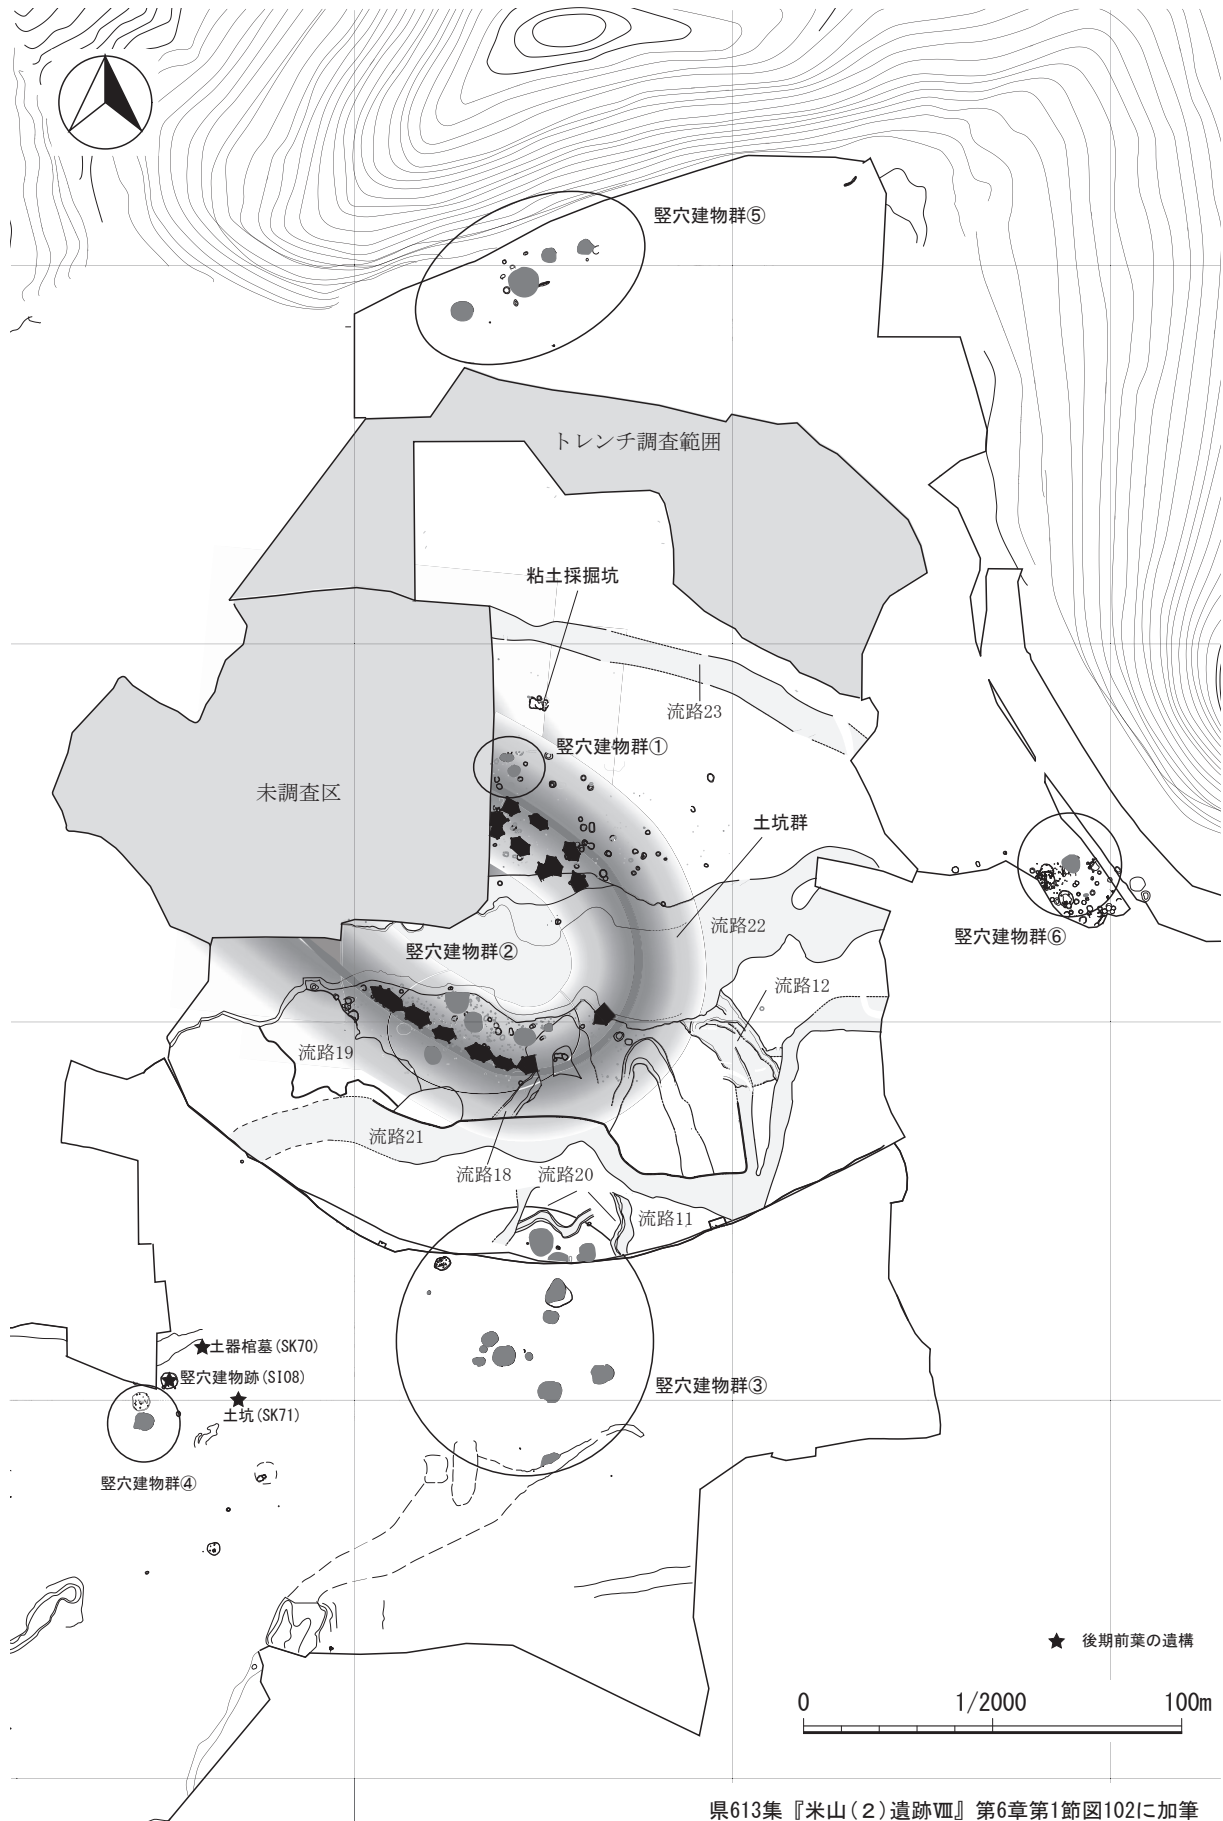 竪穴建物群⑤
トレンチ調査範囲
粘土採掘坑
流路23
竪穴建物群①
未調査区
土坑群
流路22
竪穴建物群②
竪穴建物群⑥
流路12
流路19
流路21
流路18
流路20
流路11
土器棺墓(SK70)
竪穴建物跡(SI08)
竪穴建物群③
土坑(SK71)
竪穴建物群④
★ 後期前葉の遺構
0 1/2000 100m
県613集『米山(2)遺跡Ⅷ』第6章第1節図102に加筆